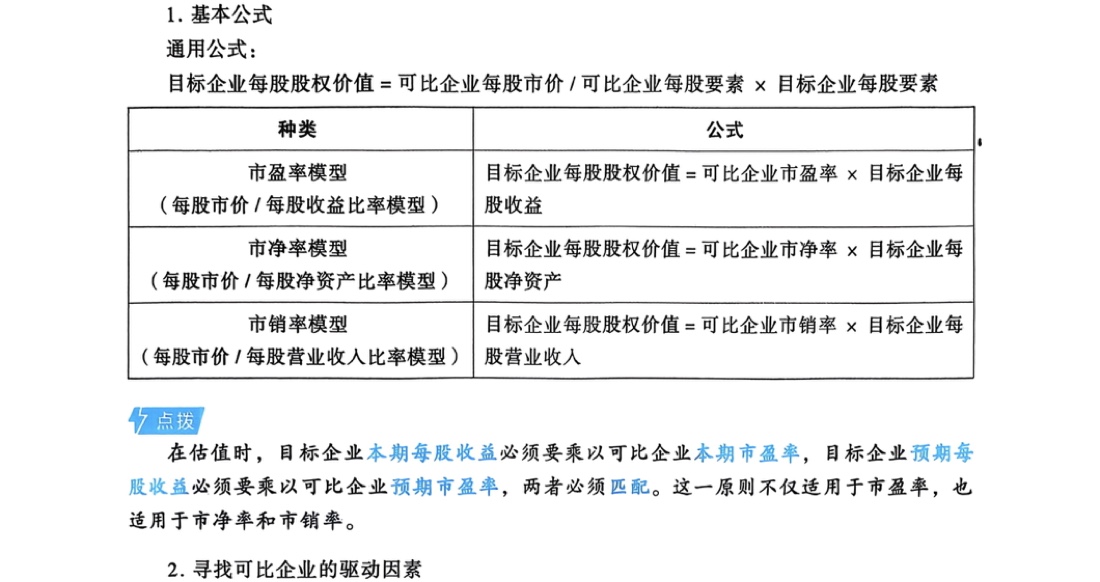 1. 基本公式
通用公式:
目标企业每股股权价值 = 可比企业每股市价 / 可比企业每股要素 × 目标企业每股要素
种类
公式
市盈率模型
(每股市价 / 每股收益比率模型)
目标企业每股股权价值 = 可比企业市盈率 × 目标企业每
股收益
市净率模型
(每股市价 / 每股净资产比率模型)
目标企业每股股权价值 = 可比企业市净率 × 目标企业每
股净资产
市销率模型
(每股市价 / 每股营业收入比率模型)
目标企业每股股权价值 = 可比企业市销率 × 目标企业每
股营业收入
点拨
在估值时，目标企业本期每股收益必须要乘以可比企业本期市盈率，目标企业预期每
股收益必须要乘以可比企业预期市盈率，两者必须匹配。这一原则不仅适用于市盈率，也
适用于市净率和市销率。
2. 寻找可比企业的驱动因素